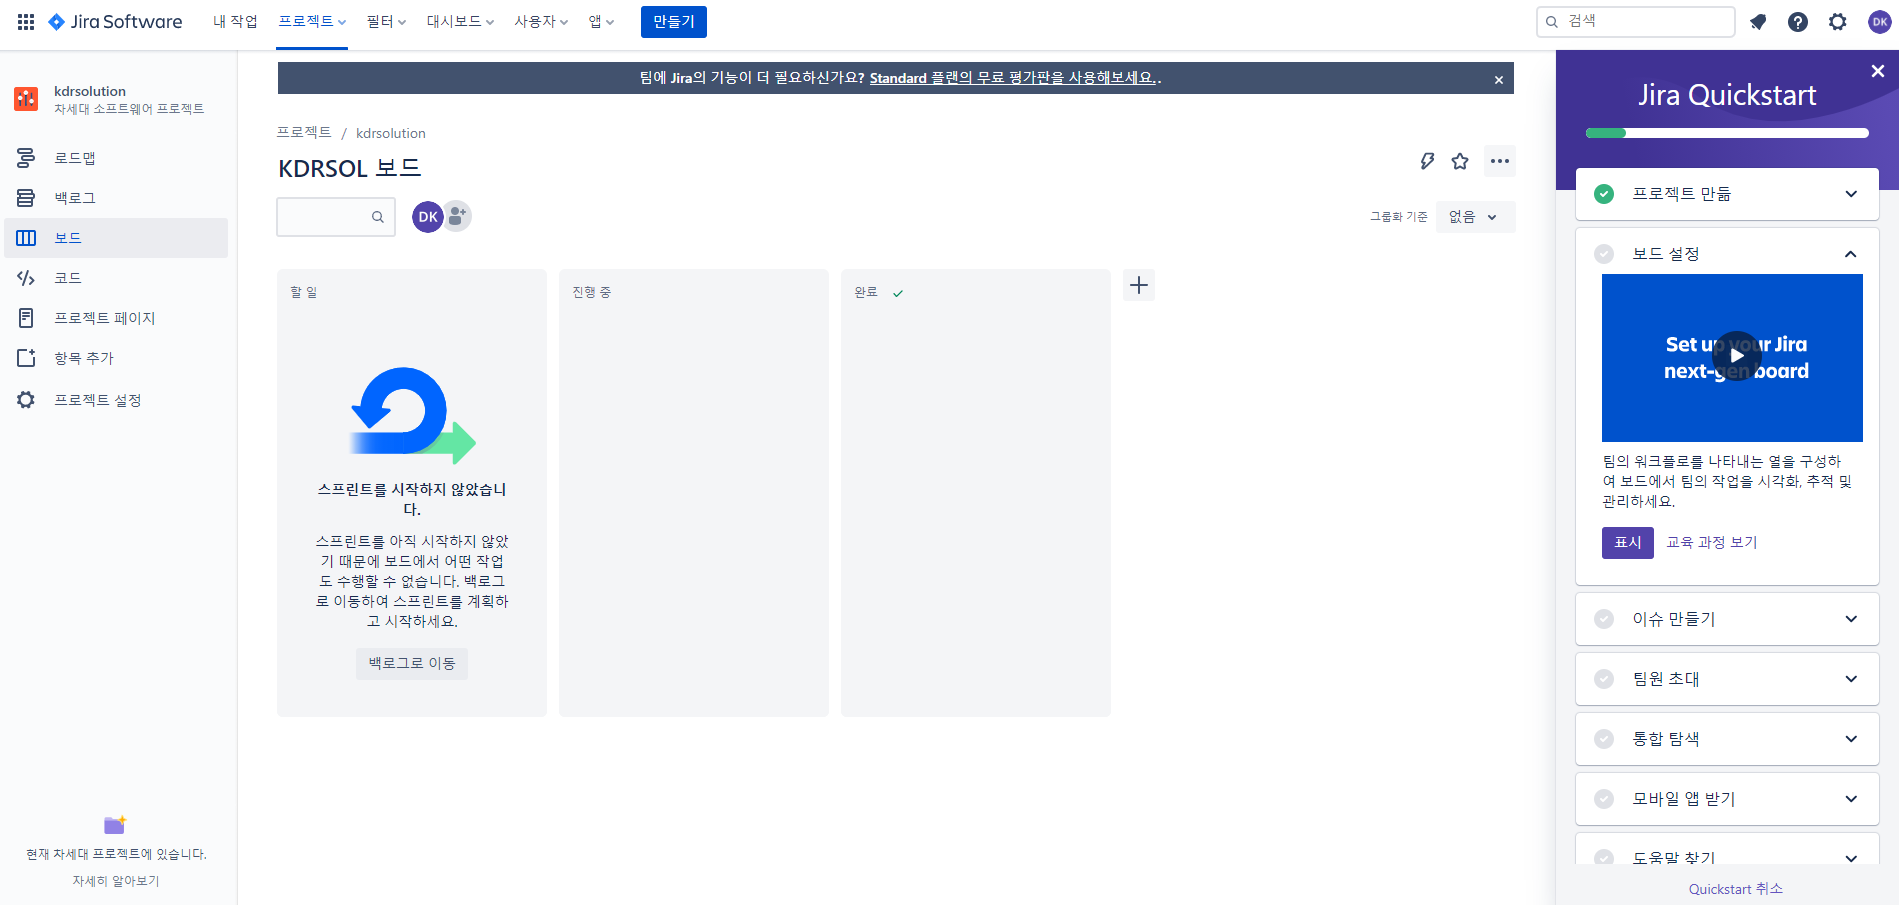 Jira Software
내 작업
프로젝트
필터
대시보드
사용자
앱
만들기
검색
DK
kdrsolution
차세대 소프트웨어 프로젝트
로드맵
백로그
보드
코드
프로젝트 페이지
항목 추가
프로젝트 설정
현재 차세대 프로젝트에 있습니다.
자세히 알아보기
팀에 Jira의 기능이 더 필요하신가요? Standard 플랜의 무료 평가판을 사용해보세요..
프로젝트 / kdrsolution
KDRSOL 보드
DK
그룹화 기준
없음
할 일
스프린트를 시작하지 않았습니
다.
스프린트를 아직 시작하지 않았
기 때문에 보드에서 어떤 작업
도 수행할 수 없습니다. 백로그
로 이동하여 스프린트를 계획하
고 시작하세요.
백로그로 이동
진행 중
완료
Jira Quickstart
프로젝트 만듦
보드 설정
Set up your Jira
next-gen board
팀의 워크플로를 나타내는 열을 구성하
여 보드에서 팀의 작업을 시각화, 추적 및
관리하세요.
표시
교육 과정 보기
이슈 만들기
팀원 초대
통합 탐색
모바일 앱 받기
도움말 찾기
Quickstart 취소